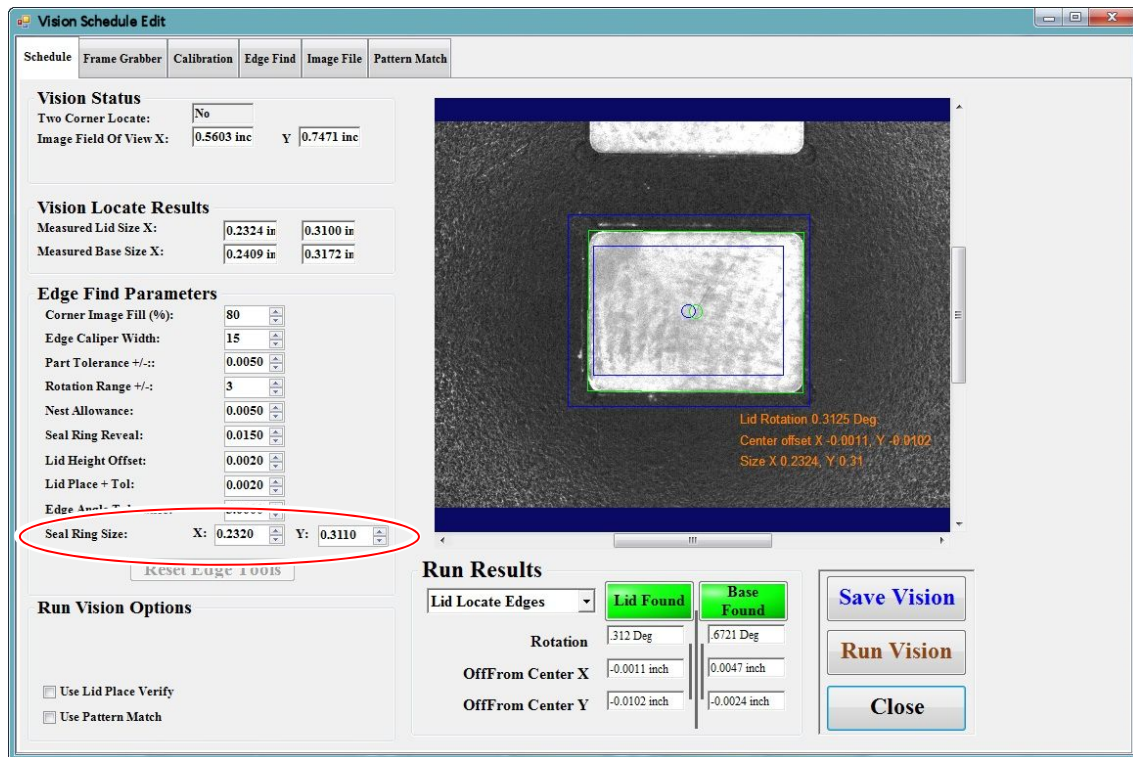 Vision Schedule Edit
Schedule Frame Grabber Calibration Edge Find Image File Pattern Match
Vision Status
Two Corner Locate: No
Image Field Of View X: 0.5603 inc Y 0.7471 inc
Vision Locate Results
Measured Lid Size X: 0.2324 in 0.3100 in
Measured Base Size X: 0.2409 in 0.3172 in
Edge Find Parameters
Corner Image Fill (%): 80
Edge Caliper Width: 15
Part Tolerance +/-:: 0.0050
Rotation Range +/-: 3
Nest Allowance: 0.0050
Seal Ring Reveal: 0.0150
Lid Height Offset: 0.0020
Lid Place + Tol: 0.0020
Edge Angle
Seal Ring Size: X: 0.2320 Y: 0.3110
Reset Edge Tools
Run Vision Options
Use Lid Place Verify
Use Pattern Match
Lid Rotation 0.3125 Deg.
Center offset X -0.0011, Y -0.0102
Size X 0.2324, Y 0.31
Run Results
Lid Locate Edges Lid Found Base Found
Rotation .312 Deg .6721 Deg
OffFrom Center X -0.0011 inch 0.0047 inch
OffFrom Center Y -0.0102 inch -0.0024 inch
Save Vision
Run Vision
Close